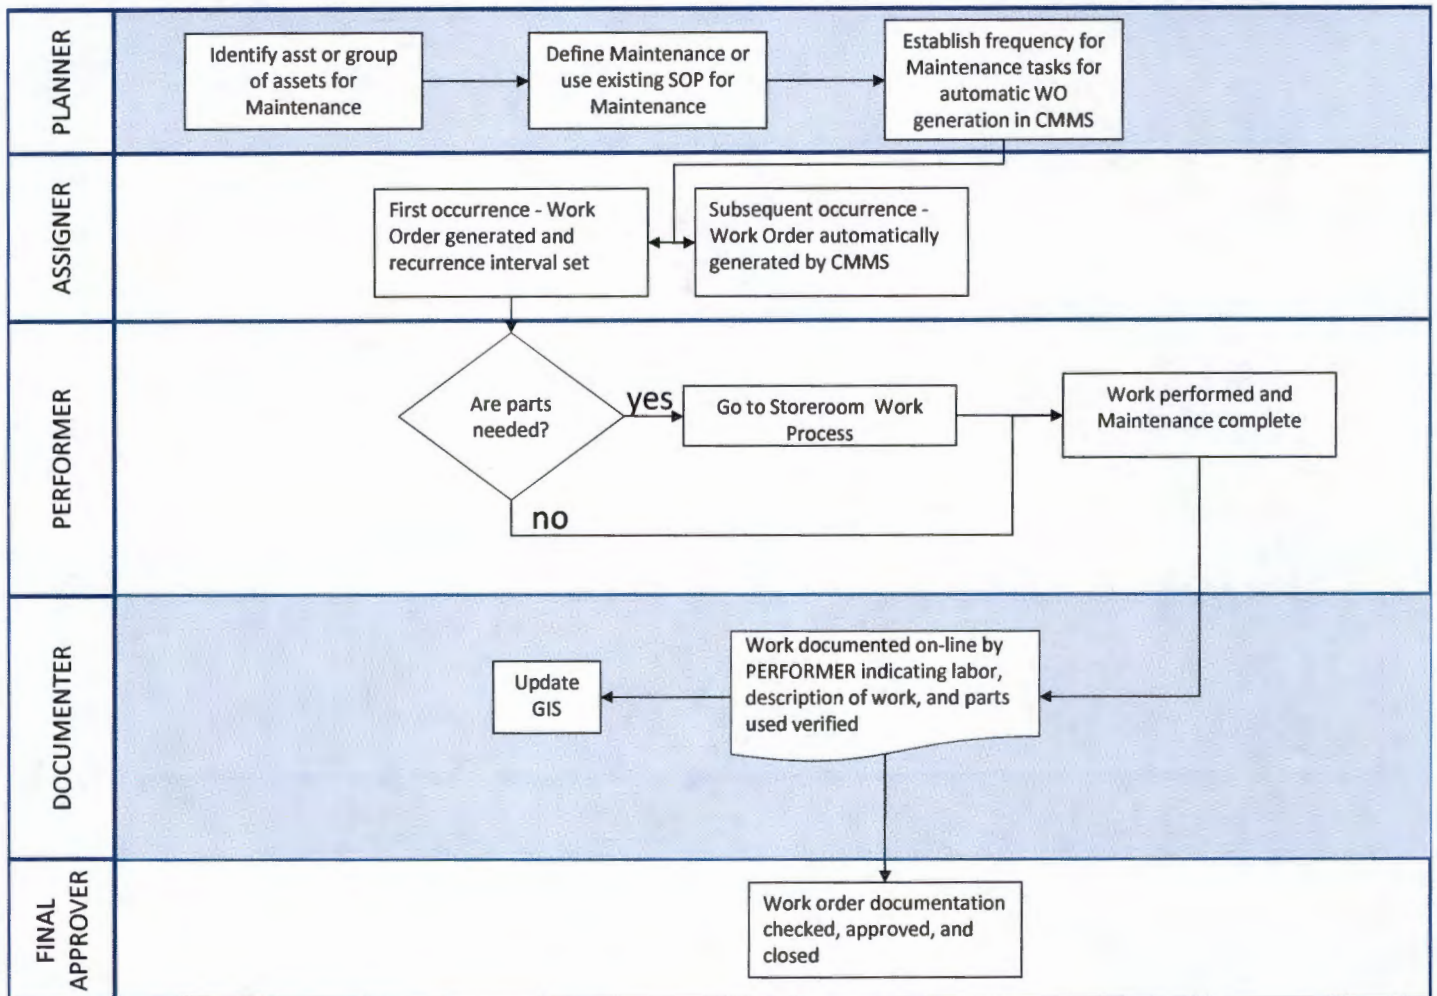 PLANNER
Identify asst or group
of assets for
Maintenance
Define Maintenance or
use existing SOP for
Maintenance
Establish frequency for
Maintenance tasks for
automatic WO
generation in CMMS
ASSIGNER
First occurrence - Work
Order generated and
recurrence interval set
Subsequent occurrence -
Work Order automatically
generated by CMMS
PERFORMER
Are parts
needed?
yes
no
Go to Storeroom Work
Process
Work performed and
Maintenance complete
DOCUMENTER
Update
GIS
Work documented on-line by
PERFORMER indicating labor,
description of work, and parts
used verified
FINAL
APPROVER
Work order documentation
checked, approved, and
closed